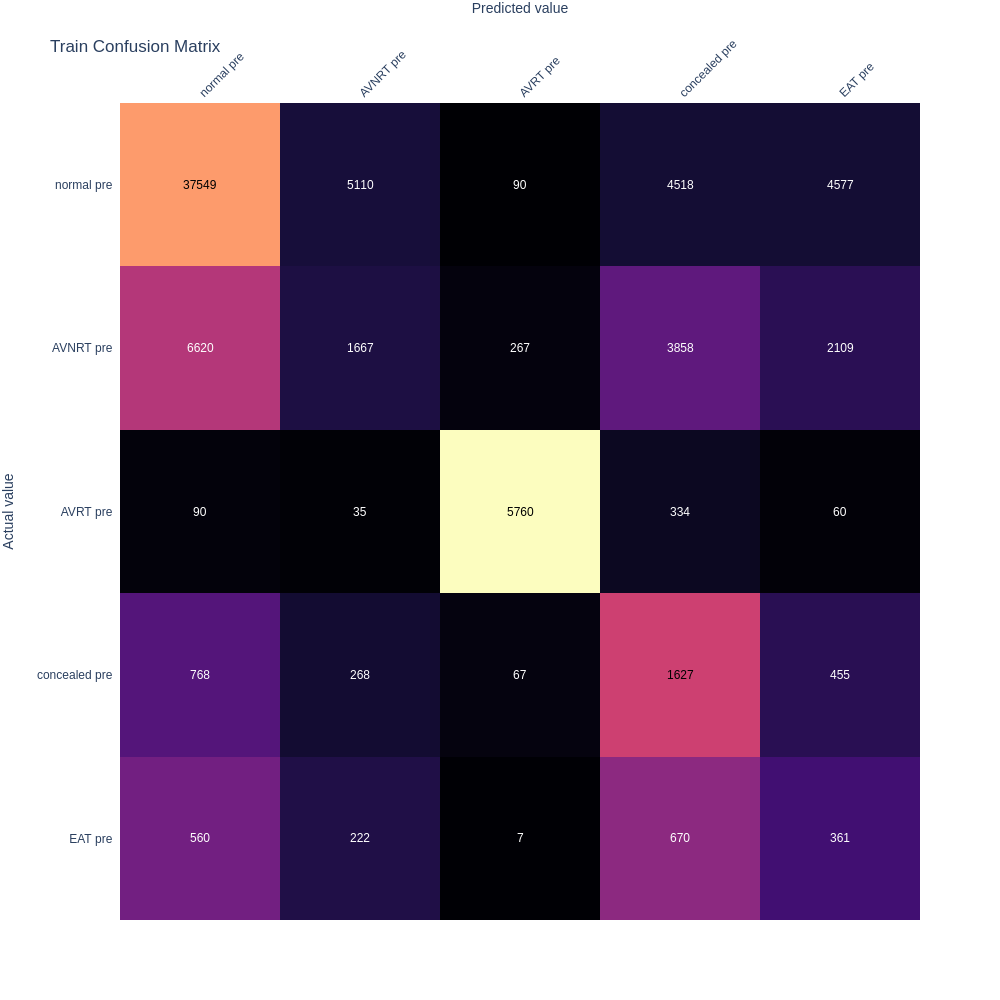 Predicted value
Train Confusion Matrix
normal pre AVNRT pre AVRT pre concealed pre EAT pre
normal pre 37549 5110 90 4518 4577
AVNRT pre 6620 1667 267 3858 2109
Actual value
AVRT pre 90 35 5760 334 60
concealed pre 768 268 67 1627 455
EAT pre 560 222 7 670 361